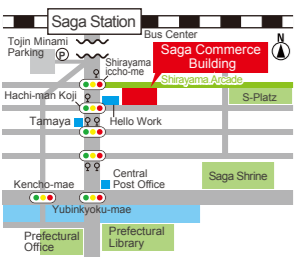 Saga Station
Bus Center
N
Tojin Minami
Parking
P
Shirayama
iccho-me
Saga Commerce
Building
Shirayama Arcade
Hachi-man Koji
S-Platz
Tamaya
Hello Work
Central
Post Office
Saga Shrine
Kencho-mae
Yubinkyoku-mae
Prefectural
Office
Prefectural
Library